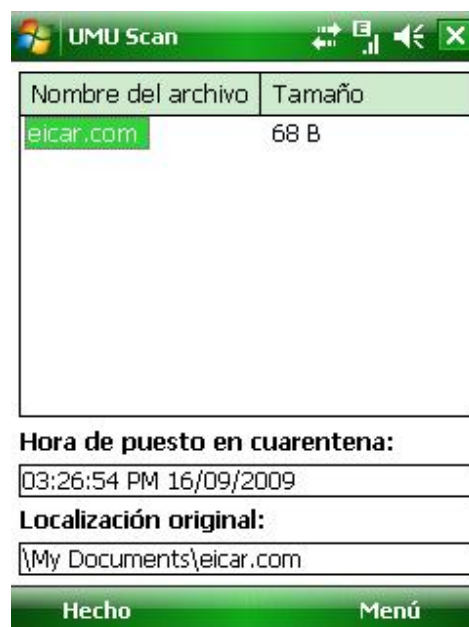 UMU Scan
E
Nombre del archivo Tamaño
eicar.com 68 B
Hora de puesto en cuarentena:
03:26:54 PM 16/09/2009
Localización original:
\My Documents\eicar.com
Hecho Menú